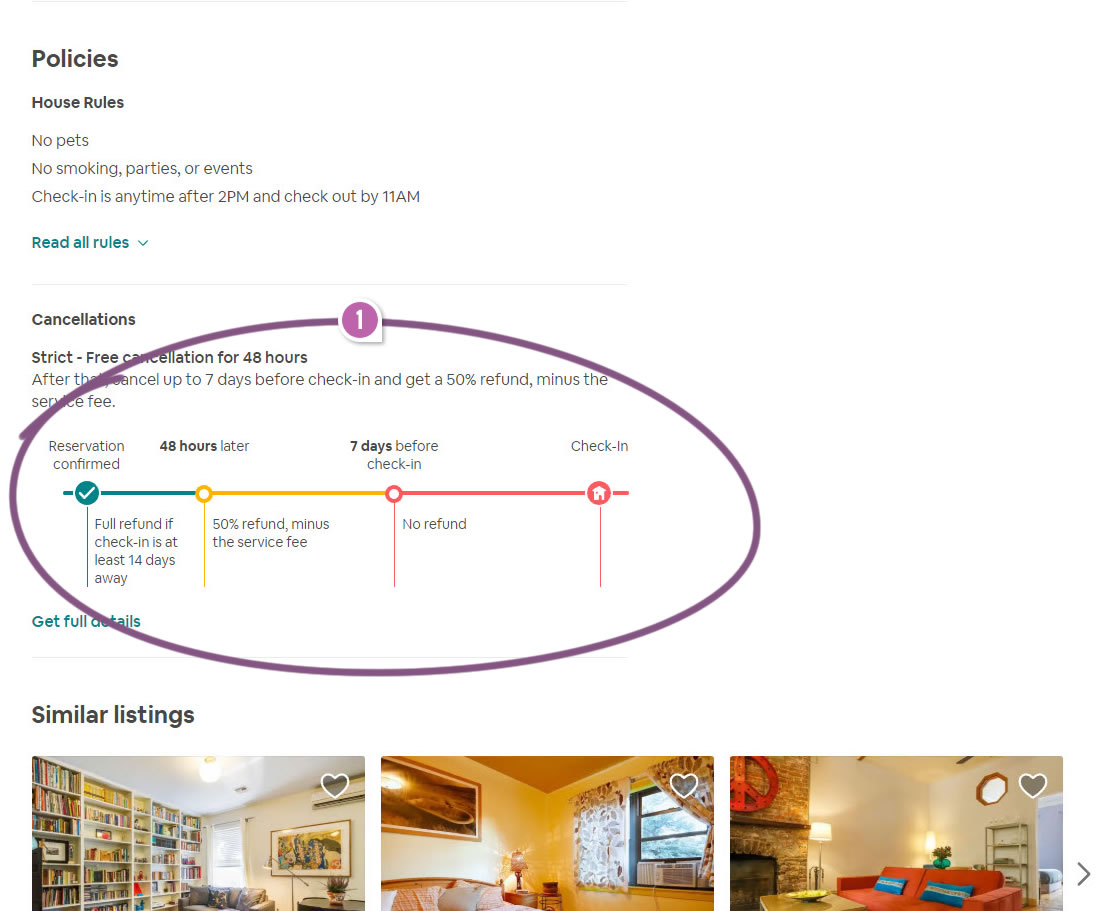 Policies
House Rules
No pets
No smoking, parties, or events
Check-in is anytime after 2PM and check out by 11AM
Read all rules
Cancellations
1
Strict - Free cancellation for 48 hours
After that, cancel up to 7 days before check-in and get a 50% refund, minus the
service fee.
Reservation
confirmed
48 hours later
7 days before
check-in
Check-In
Full refund if
check-in is at
least 14 days
away
50% refund, minus
the service fee
No refund
Get full details
Similar listings